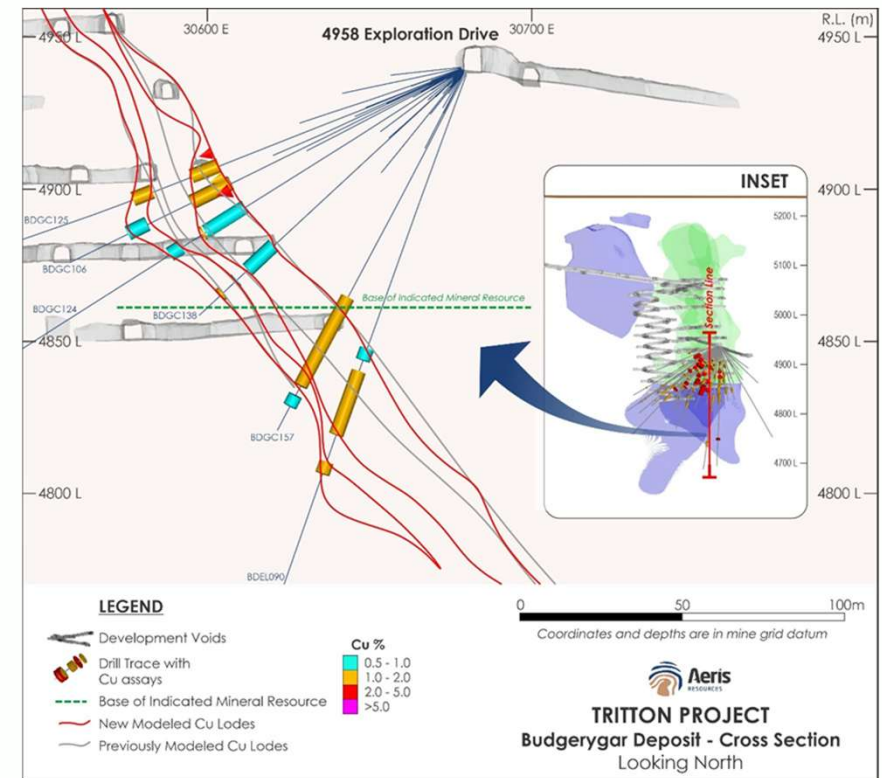 R.L. (m)
30600 E
30700 E
4958 Exploration Drive
4950 L
4950 L
4900 L
4900 L
BDGC125
BDGC106
BDGC124
BDGC138
Base of Indicated Mineral Resource
4850 L
4850 L
BDGC157
4800 L
4800 L
BDEL090
INSET
5200 L
5100 L
5000 L
4900 L
4800 L
4700 L
Section Line
LEGEND
Development Voids
Drill Trace with
Cu assays
Base of Indicated Mineral Resource
New Modeled Cu Lodes
Previously Modeled Cu Lodes
Cu %
0.5 - 1.0
1.0 - 2.0
2.0 - 5.0
>5.0
0 50 100m
Coordinates and depths are in mine grid datum
Aeris
RESOURCES
TRITTON PROJECT
Budgerygar Deposit - Cross Section
Looking North